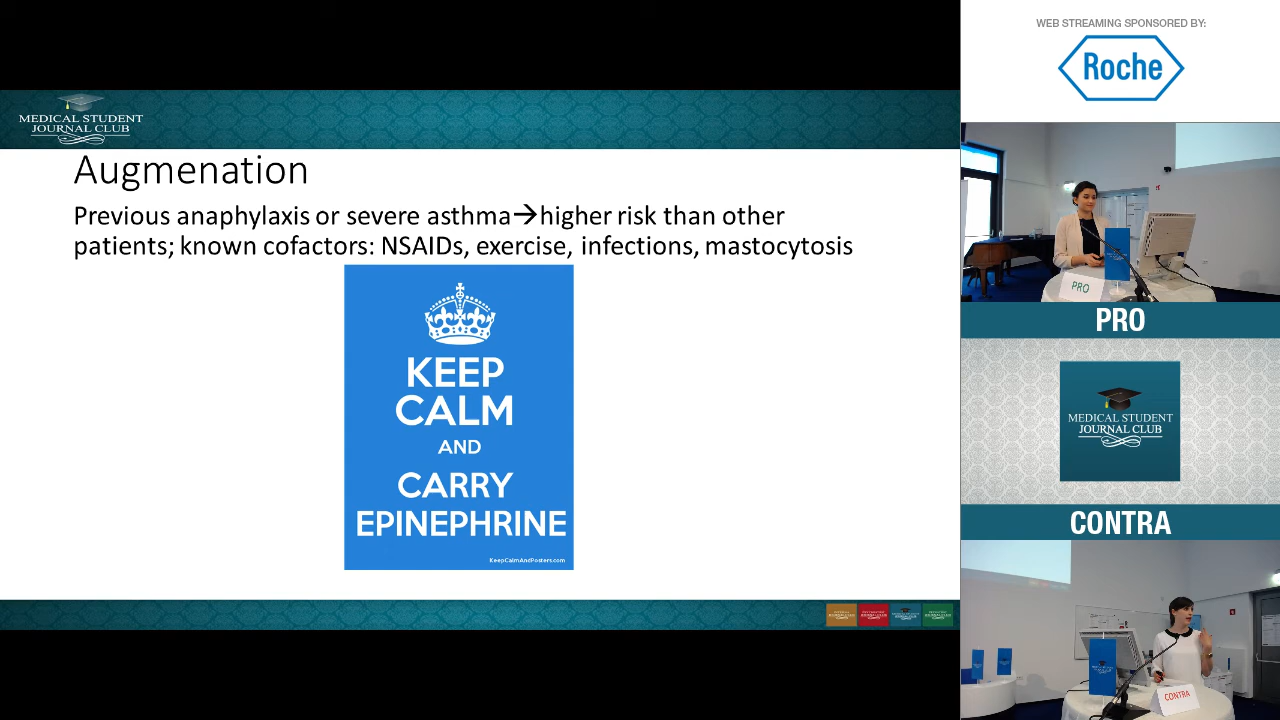 MEDICAL STUDENT
JOURNAL CLUB
Augmenation
Previous anaphylaxis or severe asthma→higher risk than other
patients; known cofactors: NSAIDs, exercise, infections, mastocytosis
KEEP
CALM
AND
CARRY
EPINEPHRINE
KeepCalmAndPosters.com
WEB STREAMING SPONSORED BY:
Roche
PRO
PRO
MEDICAL STUDENT
JOURNAL CLUB
CONTRA
CONTRA